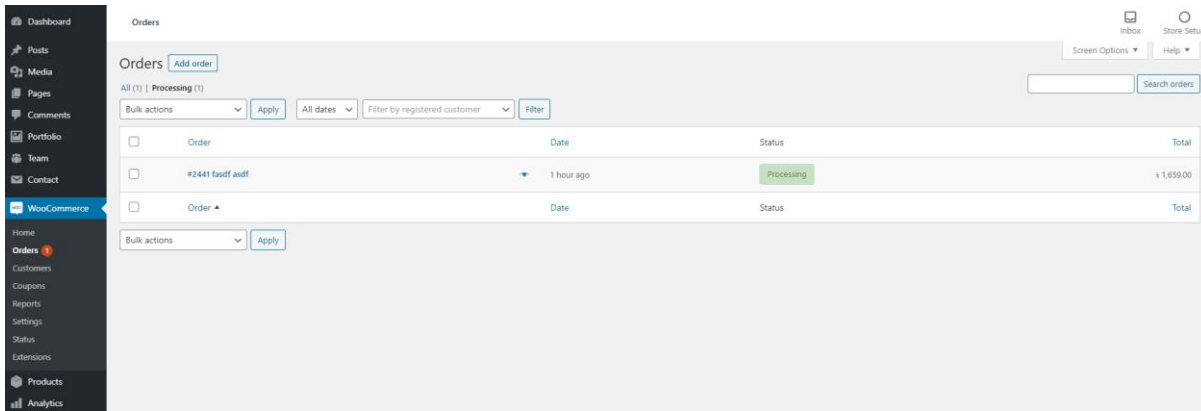 Dashboard
Posts
Media
Pages
Comments
Portfolio
Team
Contact
WooCommerce
Home
Orders 1
Customers
Coupons
Reports
Settings
Status
Extensions
Products
Analytics
Orders
Inbox
Store Setu
Screen Options ▼ Help ▼
Orders Add order
All (1) | Processing (1)
Search orders
Bulk actions Apply All dates Filter by registered customer Filter
Order Date Status Total
#2441 fasdf asdf 1 hour ago Processing 1,659.00
Order ▲ Date Status Total
Bulk actions Apply